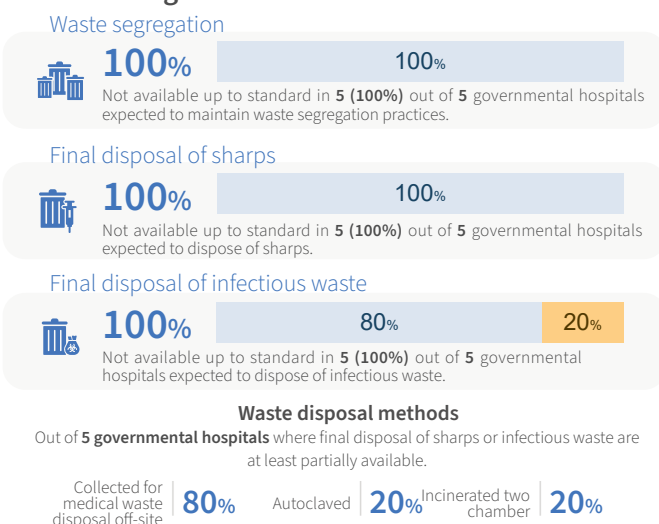 Waste segregation
100%
100%
Not available up to standard in 5 (100%) out of 5 governmental hospitals
expected to maintain waste segregation practices.
Final disposal of sharps
100%
100%
Not available up to standard in 5 (100%) out of 5 governmental hospitals
expected to dispose of sharps.
Final disposal of infectious waste
100%
80%
20%
Not available up to standard in 5 (100%) out of 5 governmental
hospitals expected to dispose of infectious waste.
Waste disposal methods
Out of 5 governmental hospitals where final disposal of sharps or infectious waste are
at least partially available.
Collected for
medical waste
disposal off-site
80%
Autoclaved
20%
Incinerated two
chamber
20%